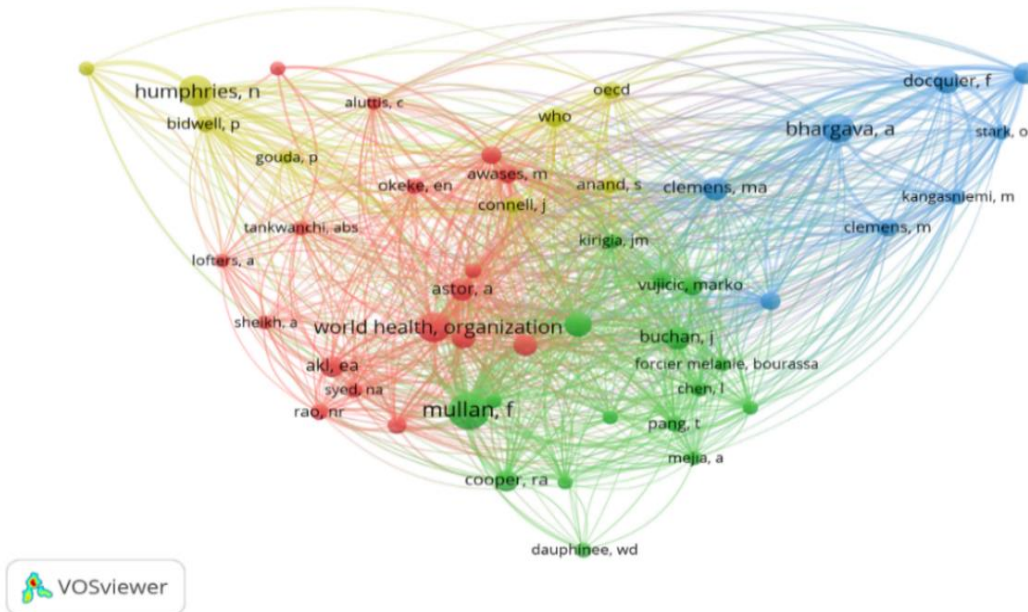 docquier, f
oecd
humphries, n
aluttis, c
who
bidwell, p
bhargava, a
stark, o
gouda, p
awases, m
okeke, en
anand, s
clemens, ma
kangasniemi, m
connell, j
tankwanchi, abs
clemens, m
kirigia, jm
lofters, a
vujicic, marko
astor, a
sheikh, a
world health, organization
buchan, j
akl, ea
forcier melanie, bourassa
syed, na
chen, l
rao, nr
mullan, f
pang, t
mejia, a
cooper, ra
dauphinee, wd
VOSviewer